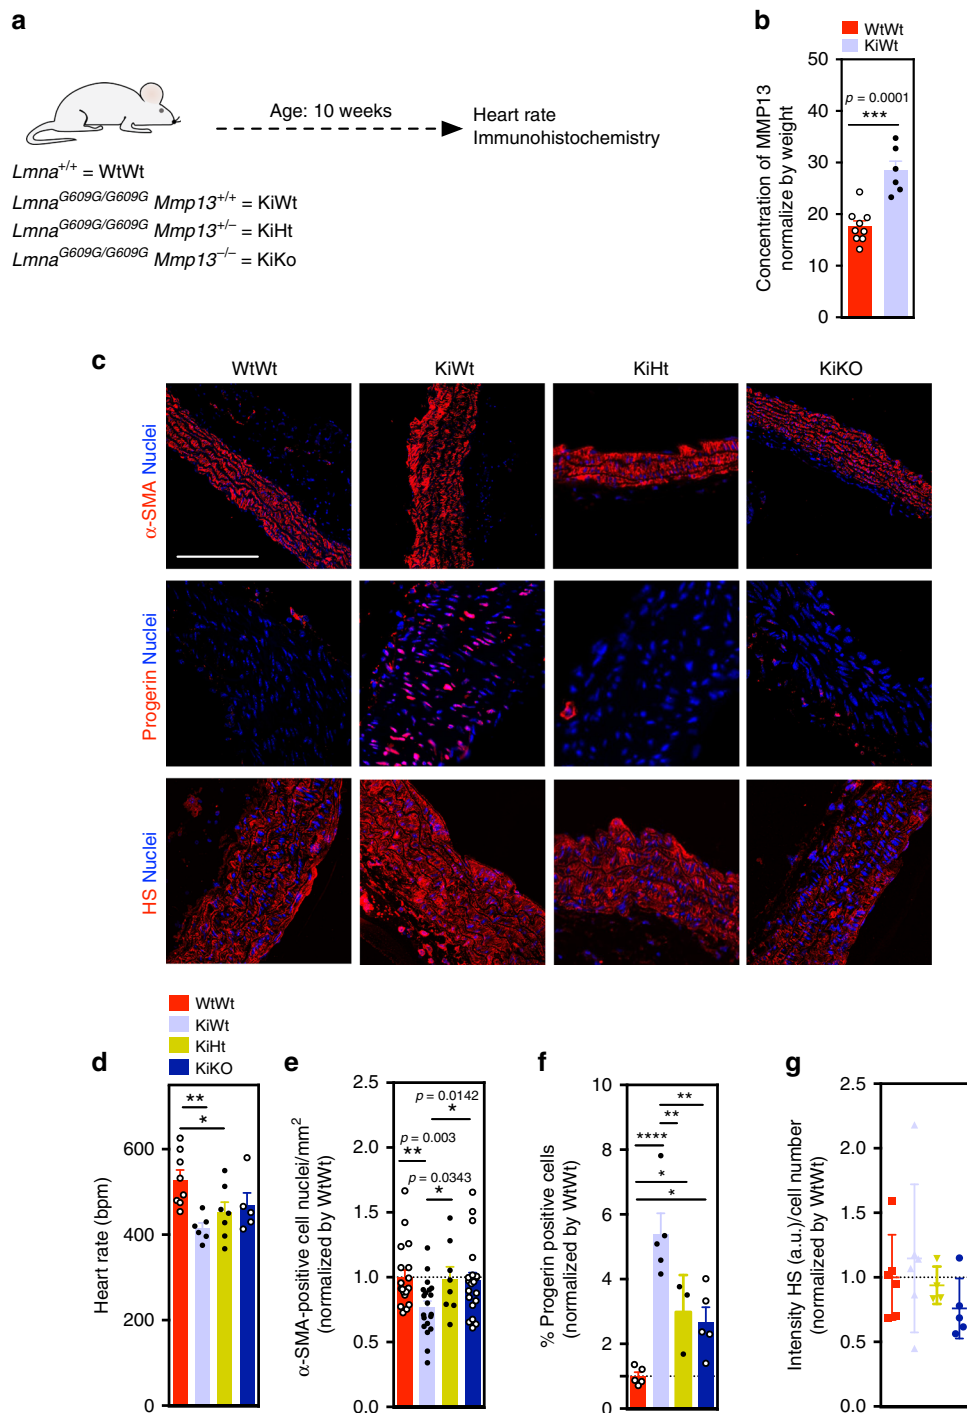 a
Age: 10 weeks
Heart rate
Immunohistochemistry
Lmna+/+ = WtWt
LmnaG609G/G609G Mmp13+/+ = KiWt
LmnaG609G/G609G Mmp13+/− = KiHt
LmnaG609G/G609G Mmp13−/− = KiKo
b
WtWt
KiWt
Concentration of MMP13
normalize by weight
50
40
30
20
10
0
p = 0.0001
***
c
WtWt KiWt KiHt KiKO
α-SMA Nuclei
Progerin Nuclei
HS Nuclei
WtWt
KiWt
KiHt
KiKO
d
Heart rate (bpm)
600
400
200
0
**
*
e
α-SMA-positive cell nuclei/mm2
(normalized by WtWt)
2.5
2.0
1.5
1.0
0.5
0.0
p = 0.0142
*
p = 0.003
**
p = 0.0343
*
f
% Progerin positive cells
(normalized by WtWt)
10
8
6
4
2
0
**
**
****
*
*
g
Intensity HS (a.u.)/cell number
(normalized by WtWt)
2.5
2.0
1.5
1.0
0.5
0.0